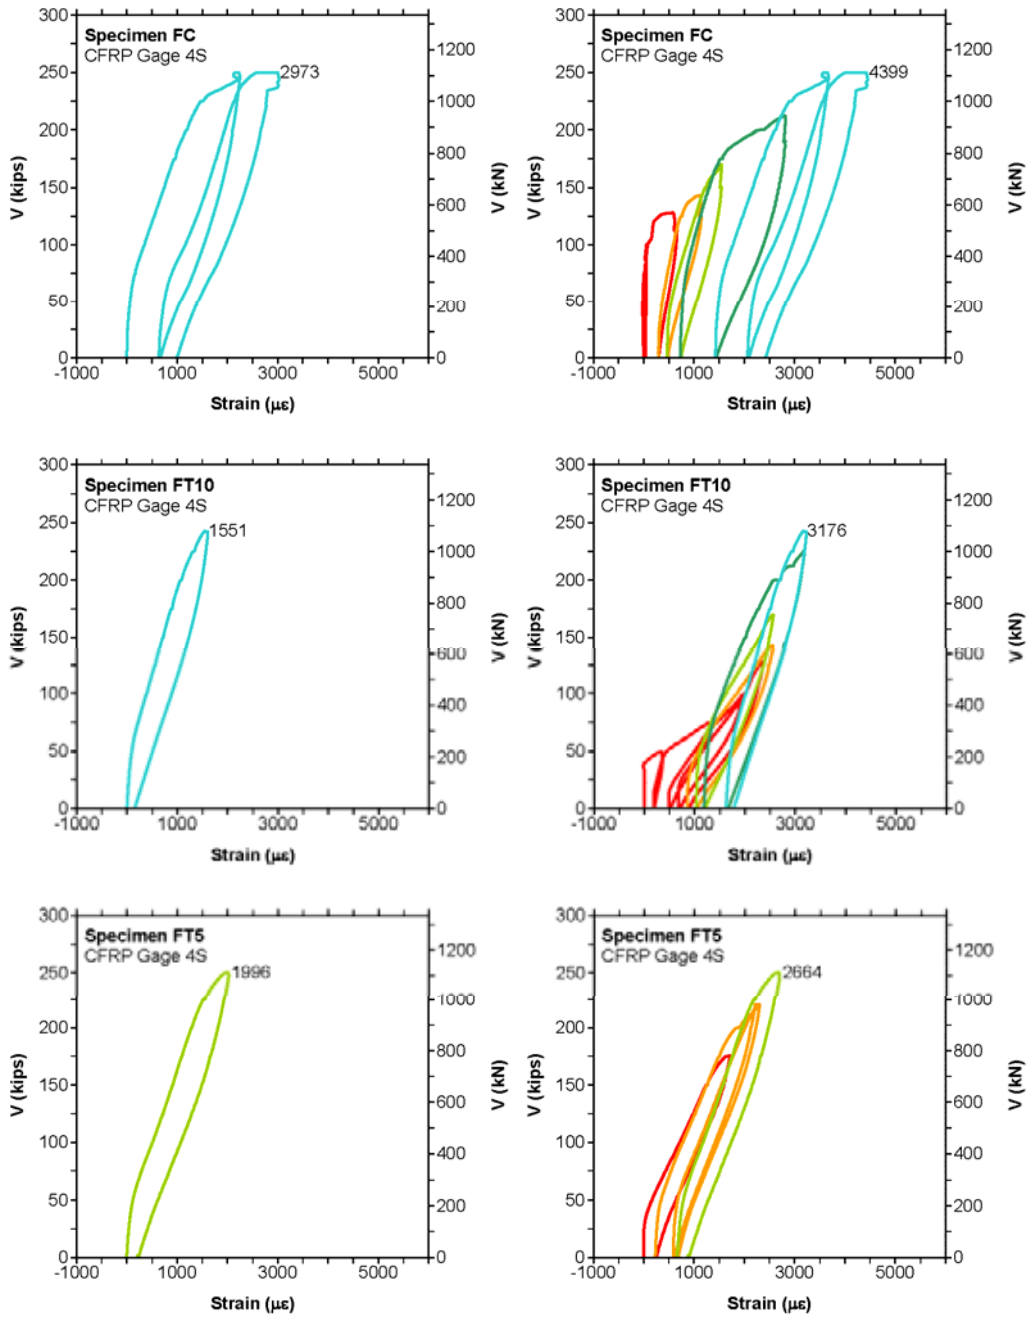 Specimen FC
CFRP Gage 4S
2973
V (kips)
300
250
200
150
100
50
0
-1000 1000 3000 5000
Strain (με)
1200
1000
800
600
400
200
0
V (kN)
Specimen FC
CFRP Gage 4S
4399
V (kips)
300
250
200
150
100
50
0
-1000 1000 3000 5000
Strain (με)
1200
1000
800
600
400
200
0
V (kN)
Specimen FT10
CFRP Gage 4S
1551
V (kips)
300
250
200
150
100
50
0
-1000 1000 3000 5000
Strain (με)
1200
1000
800
600
400
200
0
V (kN)
Specimen FT10
CFRP Gage 4S
3176
V (kips)
300
250
200
150
100
50
0
-1000 1000 3000 5000
Strain (με)
1200
1000
800
600
400
200
0
V (kN)
Specimen FT5
CFRP Gage 4S
1996
V (kips)
300
250
200
150
100
50
0
-1000 1000 3000 5000
Strain (με)
1200
1000
800
600
400
200
0
V (kN)
Specimen FT5
CFRP Gage 4S
2664
V (kips)
300
250
200
150
100
50
0
-1000 1000 3000 5000
Strain (με)
1200
1000
800
600
400
200
0
V (kN)